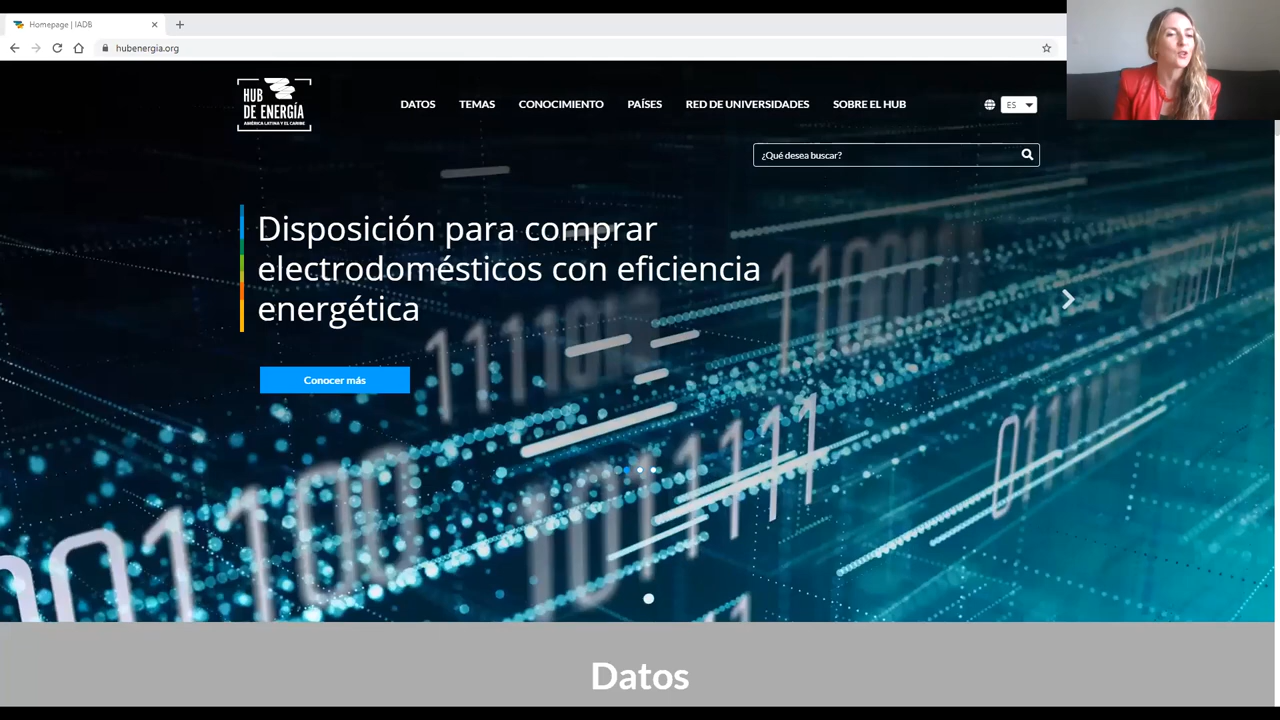 Homepage | IADB
hubenergia.org
HUB
DE ENERGÍA
AMÉRICA LATINA Y EL CARIBE
DATOS TEMAS CONOCIMIENTO PAÍSES RED DE UNIVERSIDADES SOBRE EL HUB
ES
¿Qué desea buscar?
Disposición para comprar
electrodomésticos con eficiencia
energética
Conocer más
Datos